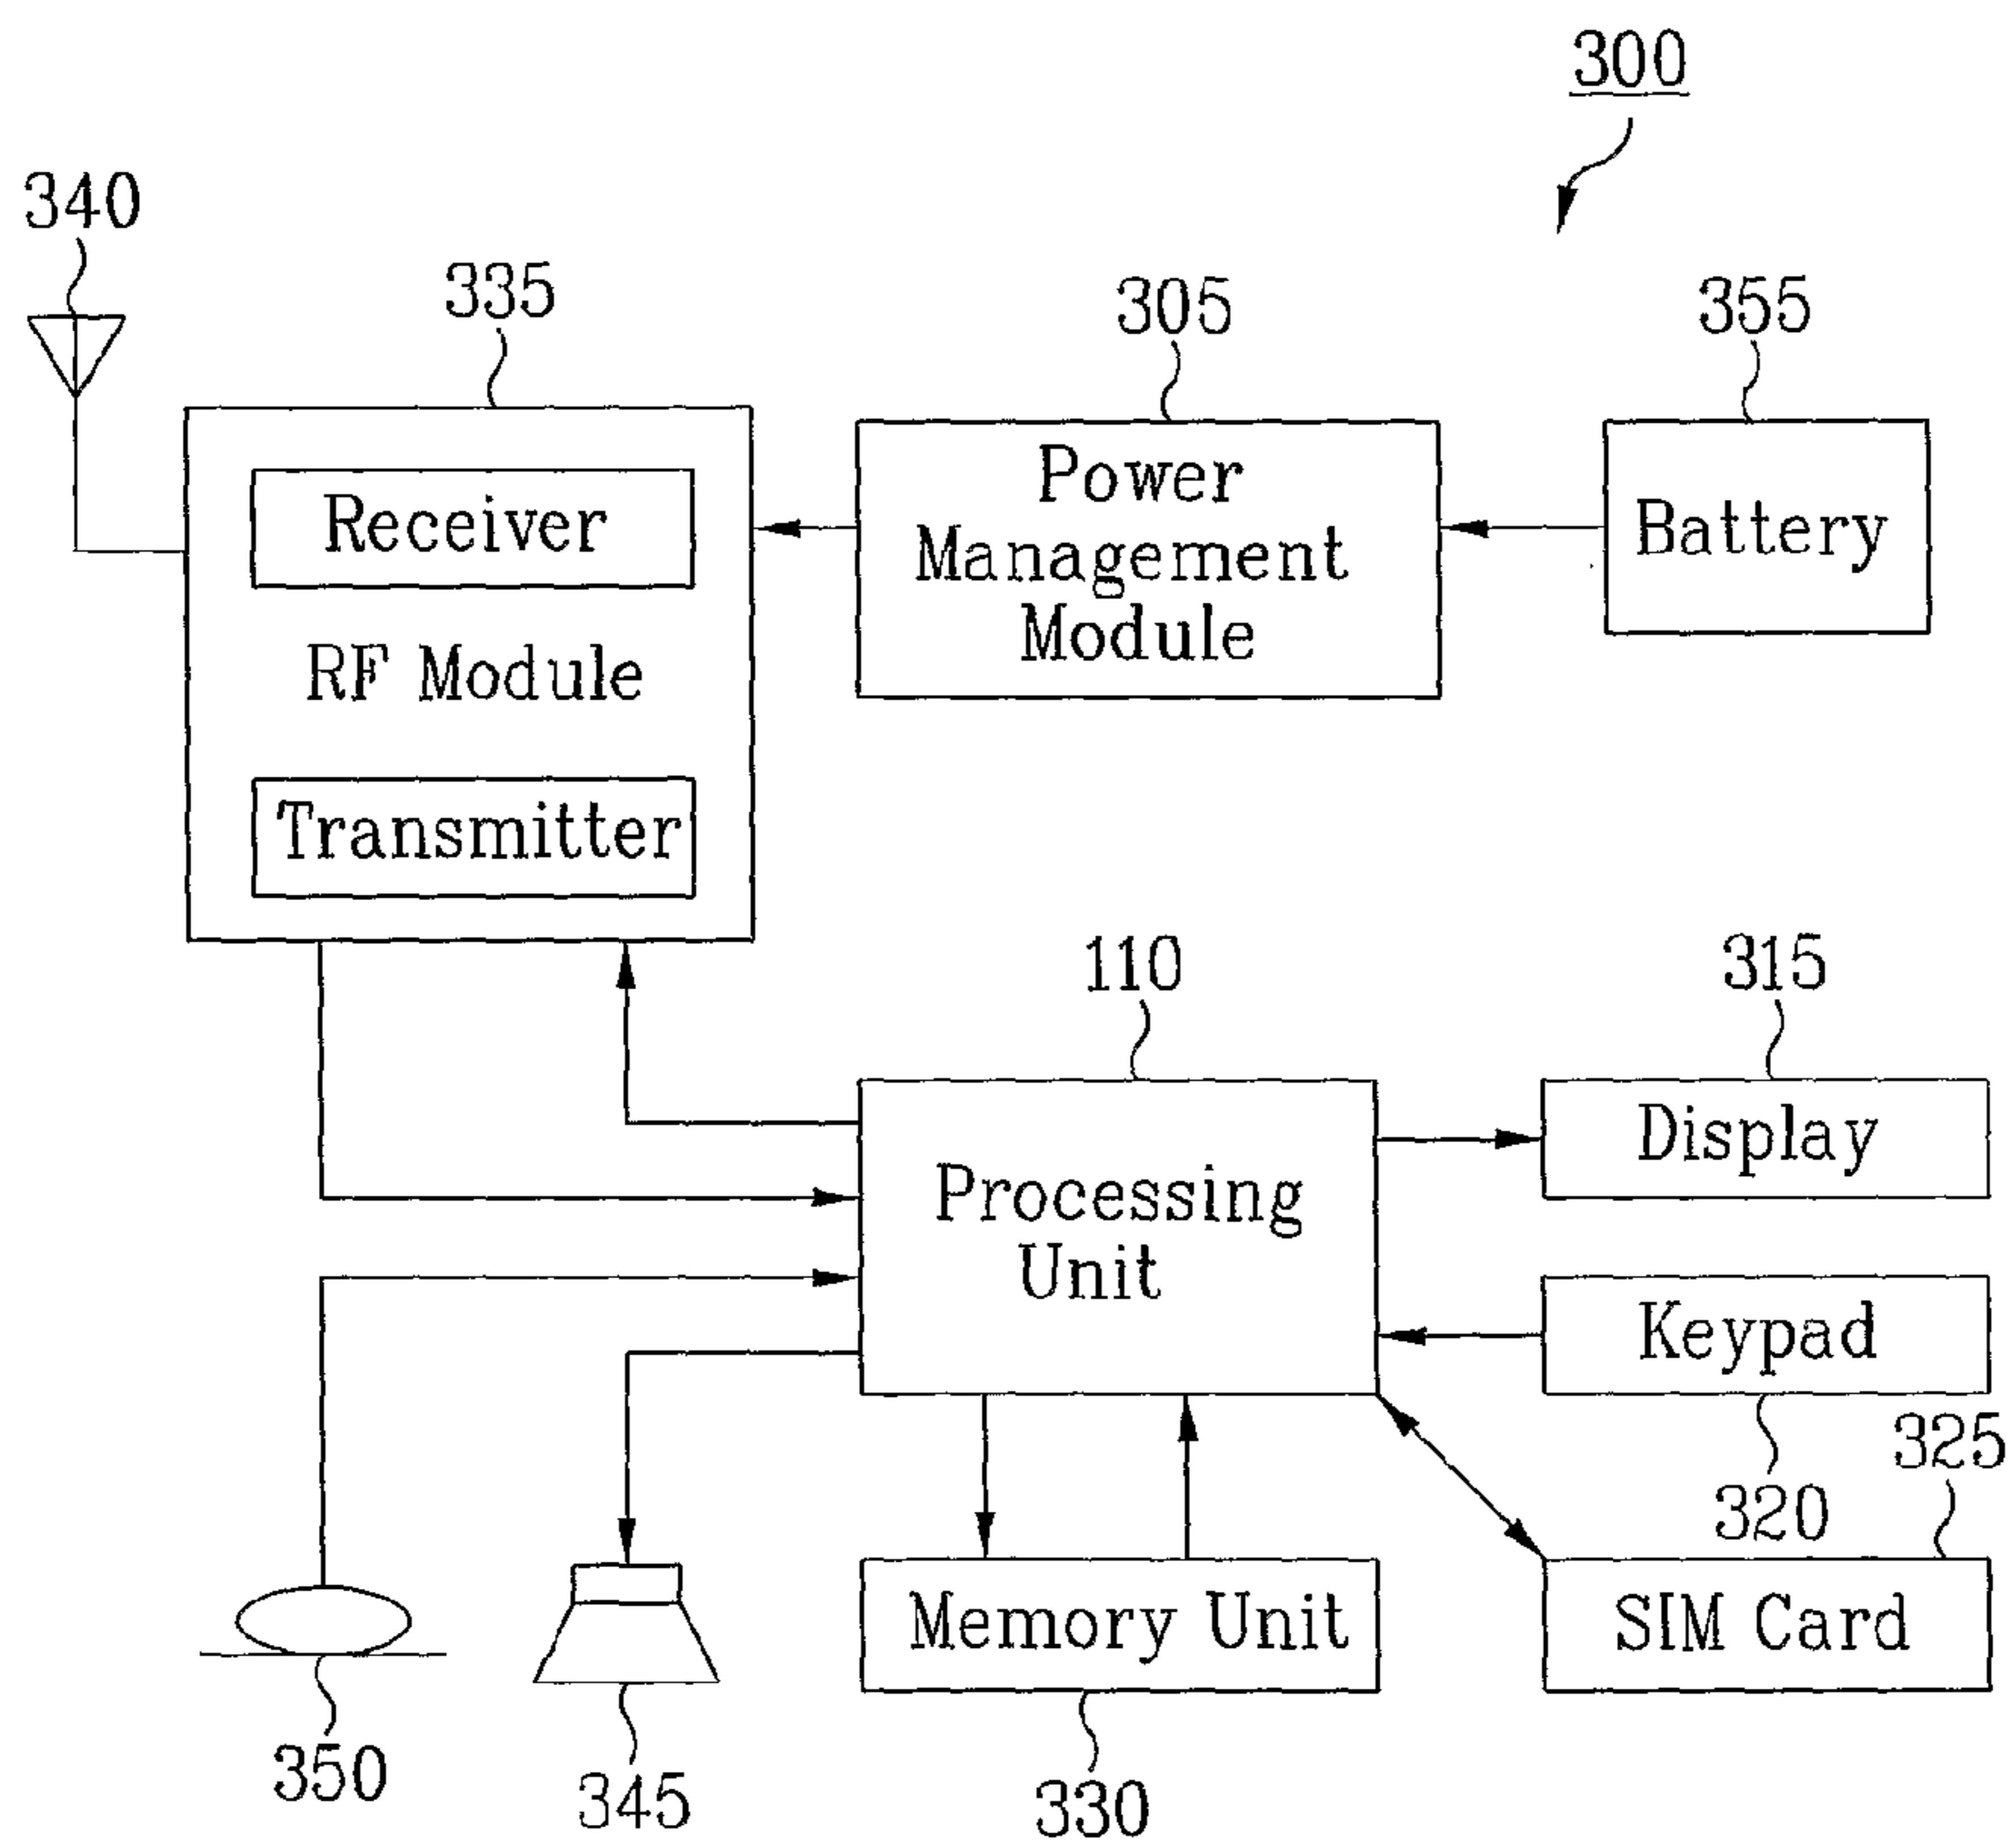 300
340
335
305
355
Receiver
RF Module
Transmitter
Power
Management
Module
Battery
110
315
Processing
Unit
Display
Keypad
320
325
Memory Unit
SIM Card
350
345
330